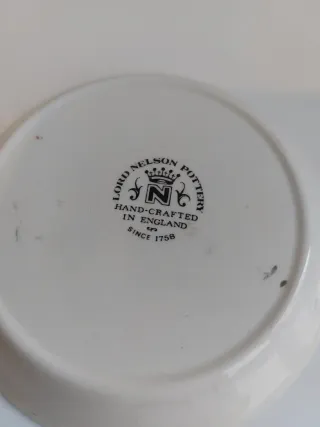 LORD NELSON POTTERY
N
HAND-CRAFTED
IN ENGLAND
SINCE 1758